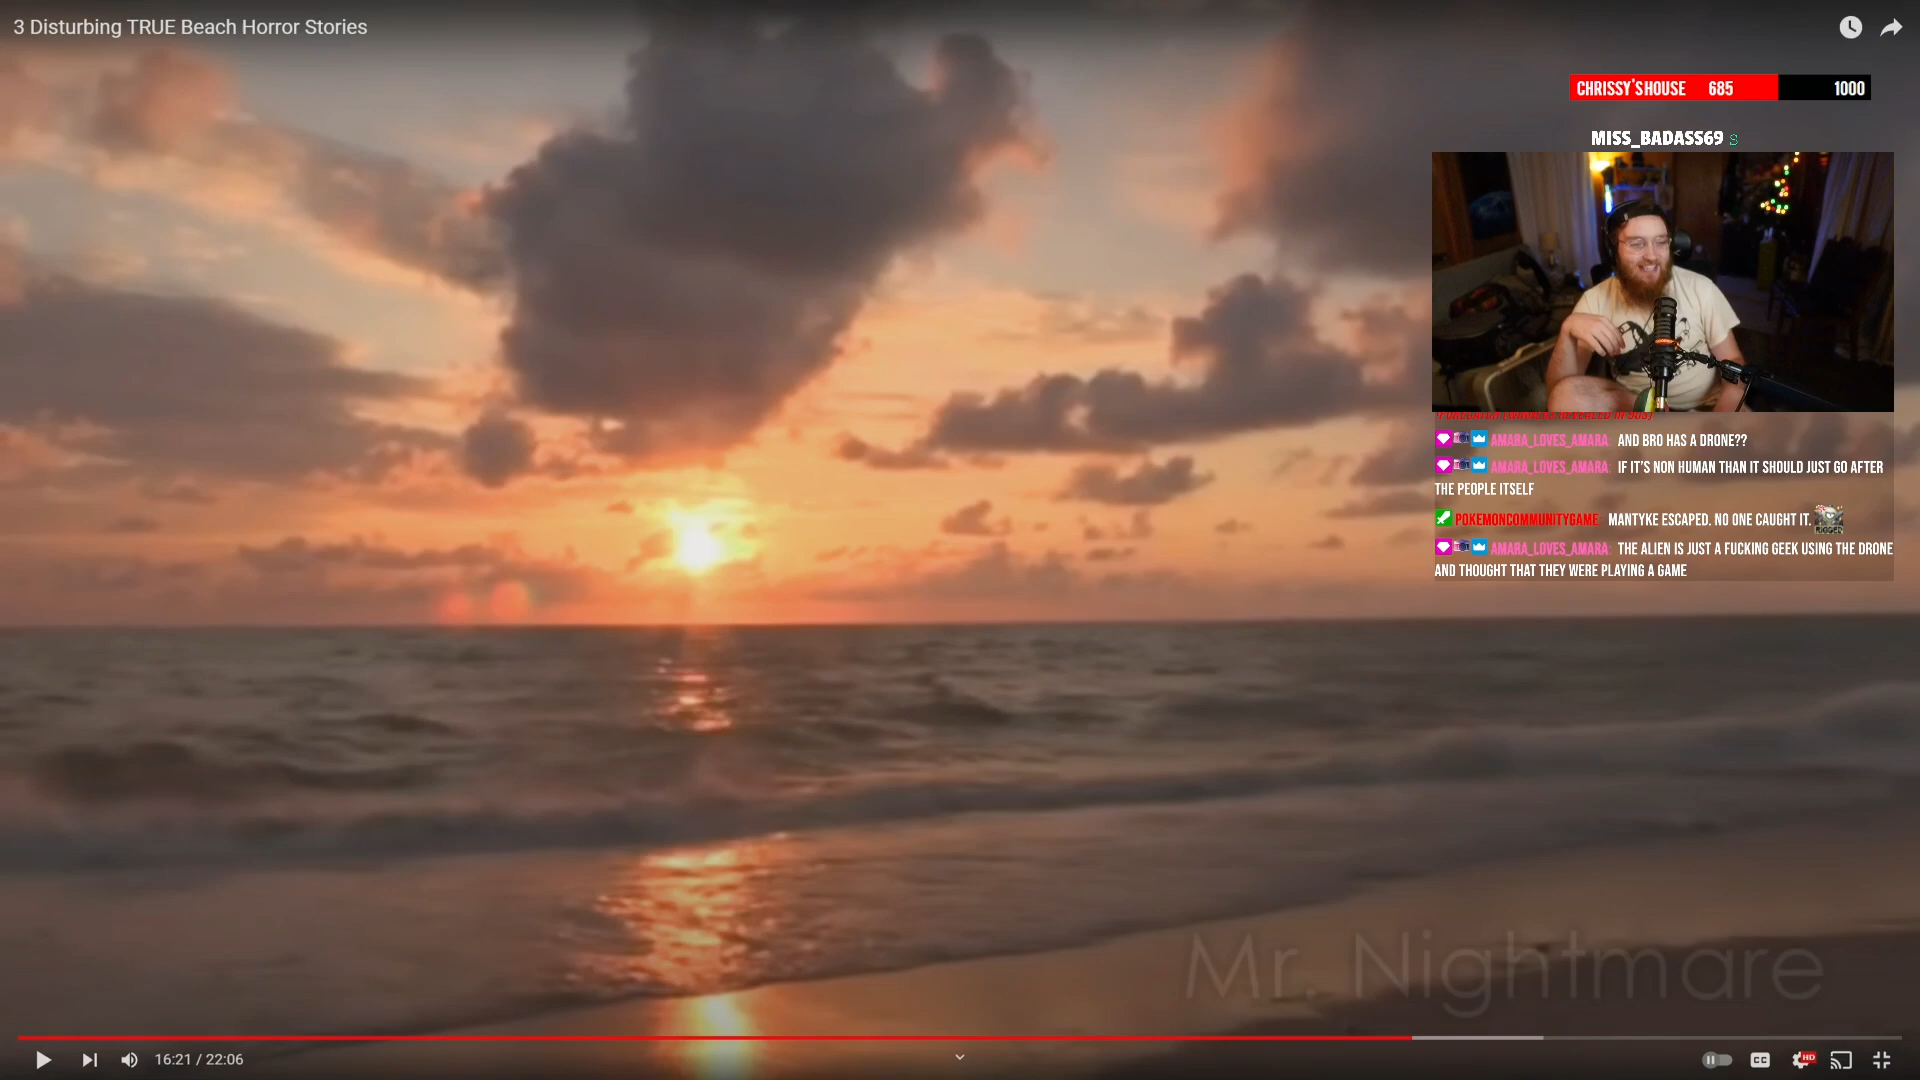 3 Disturbing TRUE Beach Horror Stories
CHRISSY'SHOUSE 685 1000
MISS_BADASS69 S
AMARA_LOVES_AMARA: AND BRO HAS A DRONE??
AMARA_LOVES_AMARA: IF IT'S NON HUMAN THAN IT SHOULD JUST GO AFTER
THE PEOPLE ITSELF
POKEMONCOMMUNITYGAME: MANTYKE ESCAPED. NO ONE CAUGHT IT. RIGGED
AMARA_LOVES_AMARA: THE ALIEN IS JUST A FUCKING GEEK USING THE DRONE
AND THOUGHT THAT THEY WERE PLAYING A GAME
Mr. Nightmare
16:21 / 22:06
CC HD